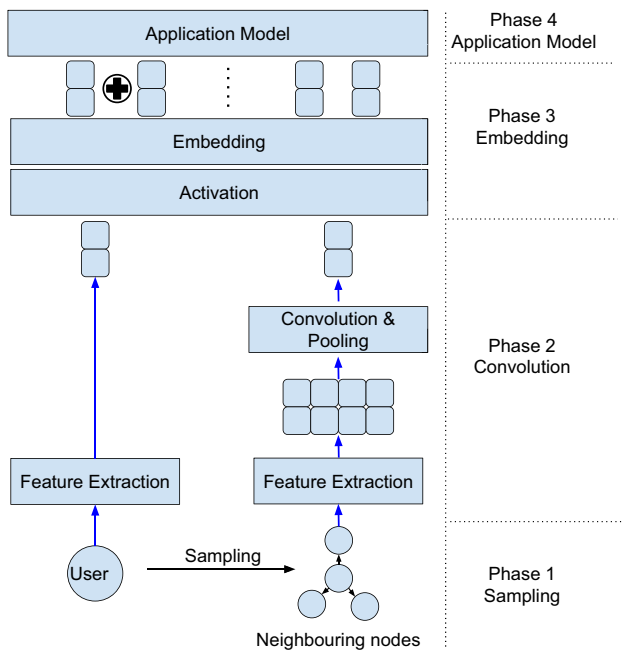 Application Model
Phase 4
Application Model
Phase 3
Embedding
Embedding
Activation
Convolution &
Pooling
Phase 2
Convolution
Feature Extraction
Feature Extraction
User
Sampling
Neighbouring nodes
Phase 1
Sampling